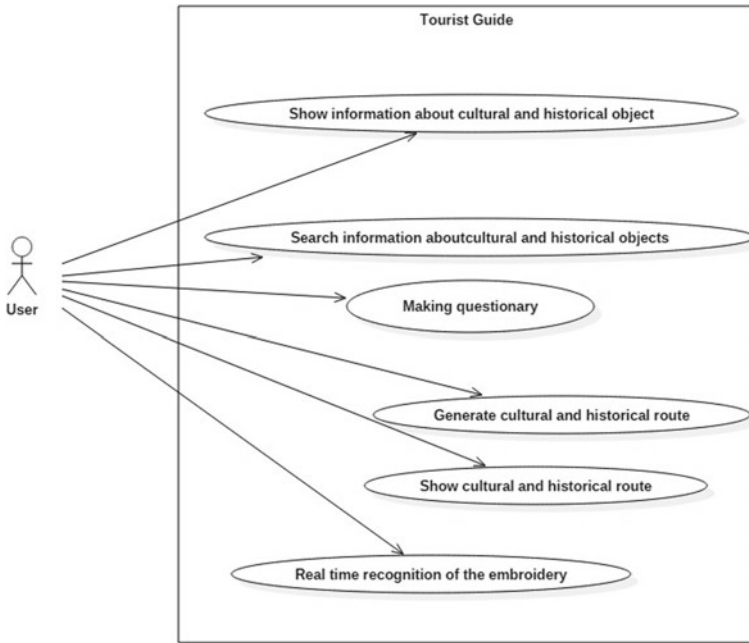 Tourist Guide
Show information about cultural and historical object
Search information aboutcultural and historical objects
Making questionary
User
Generate cultural and historical route
Show cultural and historical route
Real time recognition of the embroidery